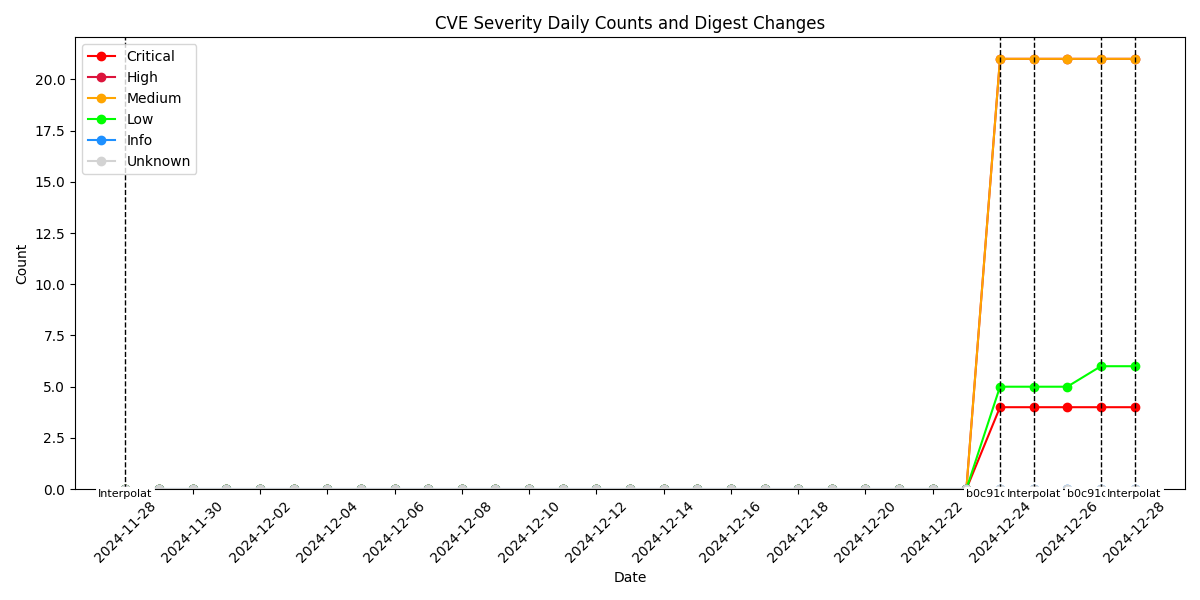 CVE Severity Daily Counts and Digest Changes
Critical
High
Medium
Low
Info
Unknown
Count
20.0
17.5
15.0
12.5
10.0
7.5
5.0
2.5
0.0
Interpolat
b0c91c
Interpolat
b0c91c
Interpolat
2024-11-28
2024-11-30
2024-12-02
2024-12-04
2024-12-06
2024-12-08
2024-12-10
2024-12-12
2024-12-14
2024-12-16
2024-12-18
2024-12-20
2024-12-22
2024-12-24
2024-12-26
2024-12-28
Date